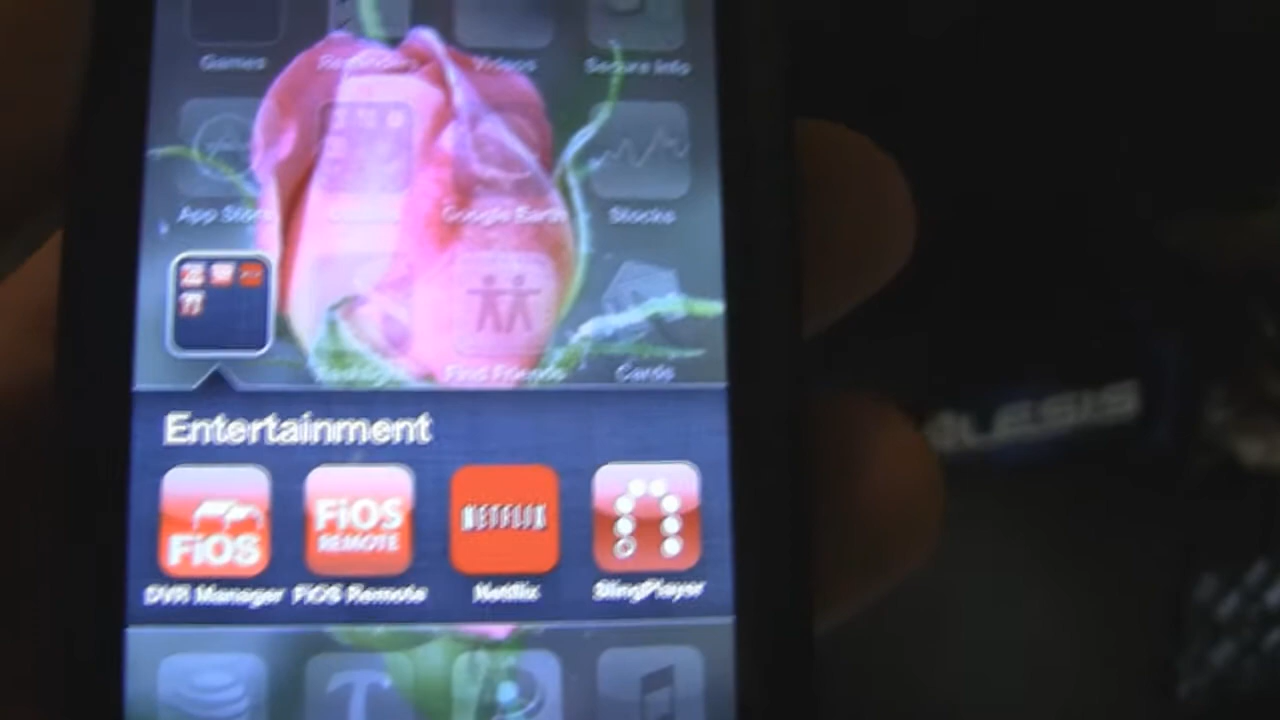 Games Reminders Videos Secure Info
App Store Google Earth Stocks
Find Friends Cards
Entertainment
FiOS FiOS REMOTE NETFLIX
DVR Manager FiOS Remote Netflix SlingPlayer
ALESIS